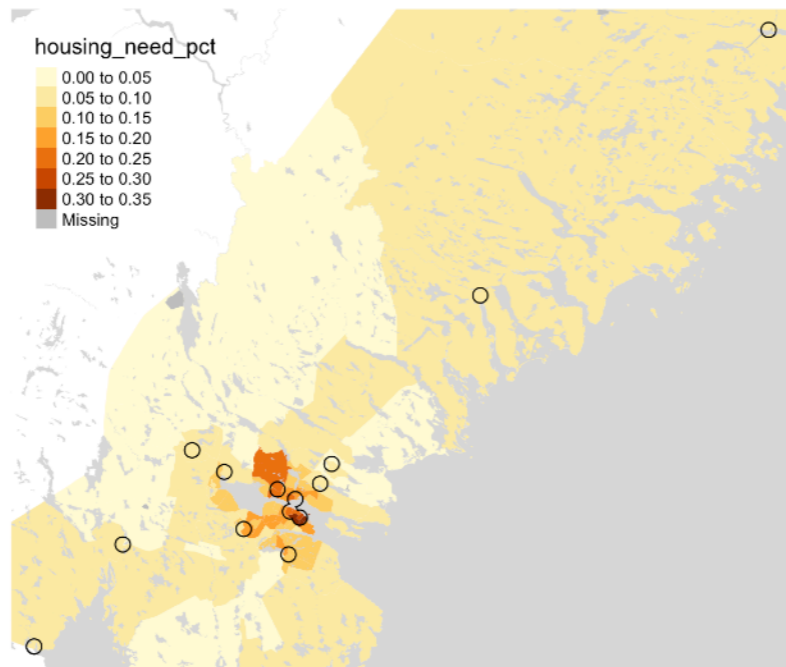 housing_need_pct
0.00 to 0.05
0.05 to 0.10
0.10 to 0.15
0.15 to 0.20
0.20 to 0.25
0.25 to 0.30
0.30 to 0.35
Missing